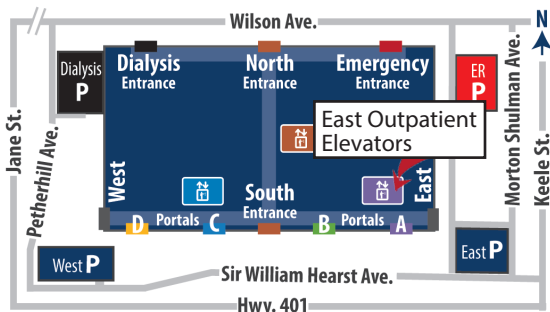 Wilson Ave.
N
Dialysis
P
Dialysis
Entrance
North
Entrance
Emergency
Entrance
ER
P
Jane St.
Petherhill Ave.
Morton Shulman Ave.
Keele St.
East Outpatient
Elevators
West
East
South
Entrance
D
Portals
C
B
Portals
A
West P
East P
Sir William Hearst Ave.
Hwy. 401